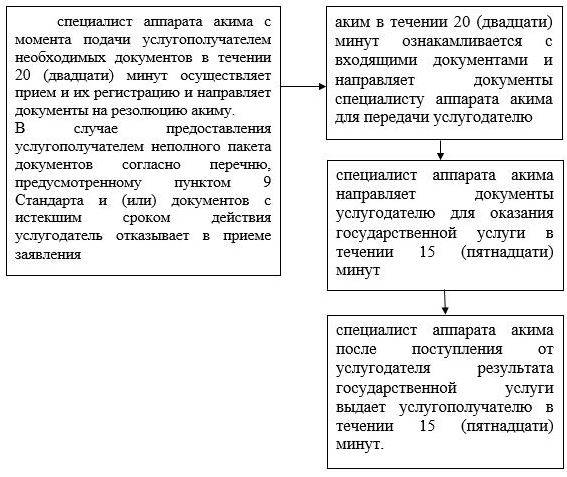 специалист аппарата акима с
момента подачи услугополучателем
необходимых документов в течении
20 (двадцати) минут осуществляет
прием и их регистрацию и направляет
документы на резолюцию акиму.
В случае предоставления
услугополучателем неполного пакета
документов согласно перечню,
предусмотренному пунктом 9
Стандарта и (или) документов с
истекшим сроком действия
услугодатель отказывает в приеме
заявления
аким в течении 20 (двадцати)
минут ознакамливается с
входящими документами и
направляет документы
специалисту аппарата акима
для передачи услугодателю
специалист аппарата акима
направляет документы
услугодателю для оказания
государственной услуги в
течении 15 (пятнадцати)
минут
специалист аппарата акима
после поступления от
услугодателя результата
государственной услуги
выдает услугополучателю в
течении 15 (пятнадцати)
минут.